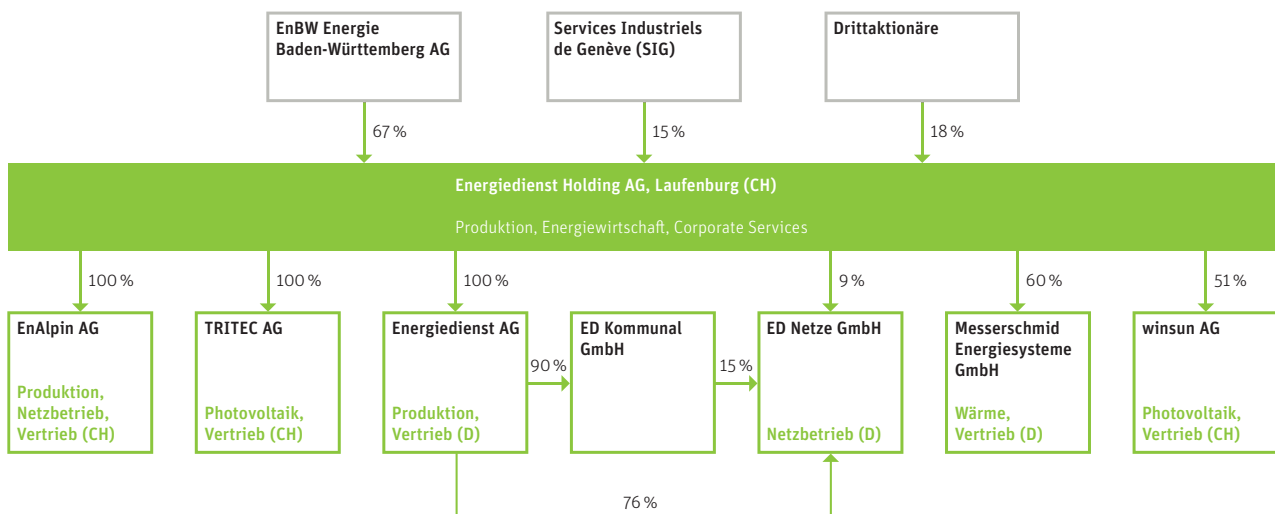 EnBW Energie
Baden-Württemberg AG
Services Industriels
de Genève (SIG)
Drittaktionäre
67 %
15 %
18 %
Energiedienst Holding AG, Laufenburg (CH)
Produktion, Energiewirtschaft, Corporate Services
100 %
100 %
100 %
9 %
60 %
51 %
EnAlpin AG
Produktion,
Netzbetrieb,
Vertrieb (CH)
TRITEC AG
Photovoltaik,
Vertrieb (CH)
Energiedienst AG
Produktion,
Vertrieb (D)
90 %
ED Kommunal
GmbH
15 %
ED Netze GmbH
Netzbetrieb (D)
Messerschmid
Energiesysteme
GmbH
Wärme,
Vertrieb (D)
winsun AG
Photovoltaik,
Vertrieb (CH)
76 %